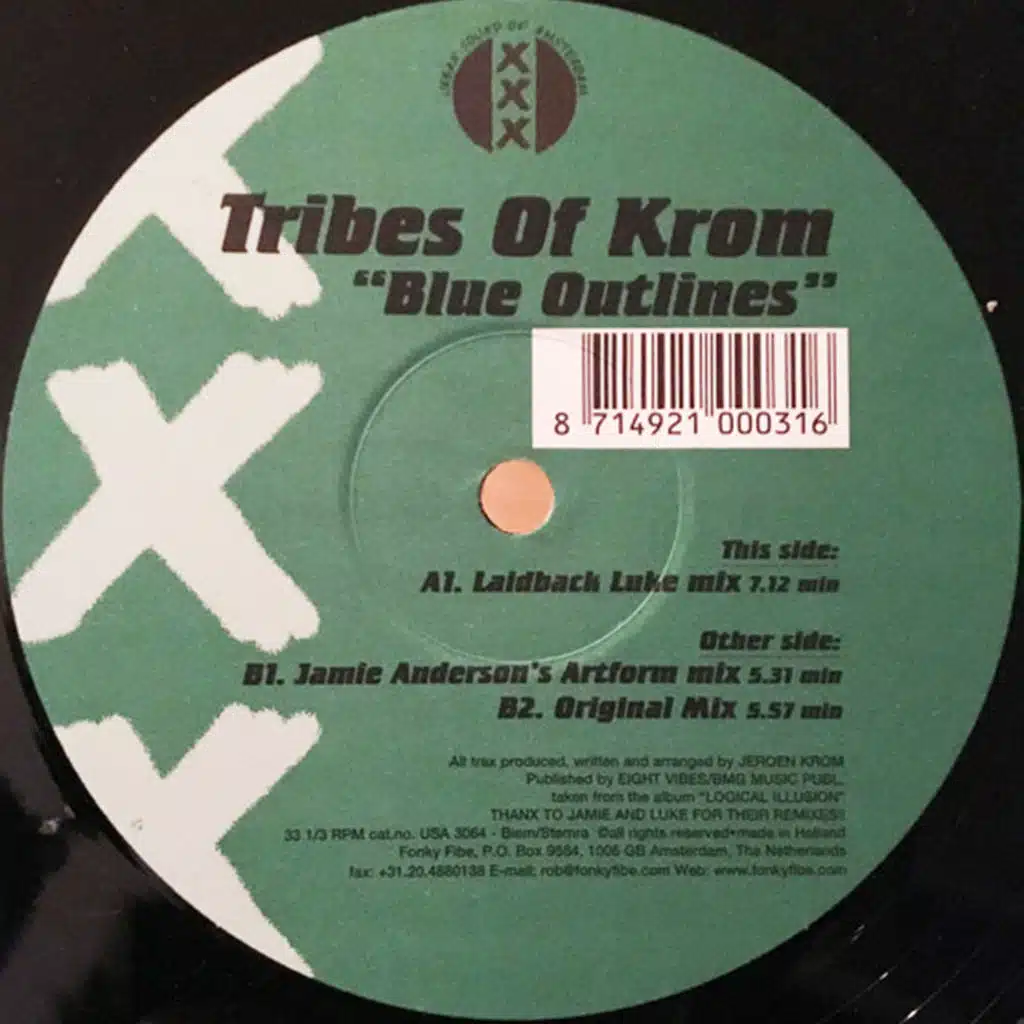 URBAN SOUND OF AMSTERDAM
X
X
X
Tribes Of Krom
“Blue Outlines”
8 714921 000316
This side:
A1. Laidback Luke mix 7.12 min
Other side:
B1. Jamie Anderson's Artform mix 5.31 min
B2. Original Mix 5.57 min
All trax produced, written and arranged by JEROEN KROM
Published by EIGHT VIBES/BMG MUSIC PUBL.
taken from the album "LOGICAL ILLUSION"
THANX TO JAMIE AND LUKE FOR THEIR REMIXES!!
33 1/3 RPM cat.no. USA 3064 - Biem/Stemra ©all rights reserved•made in Holland
Fonky Fibe, P.O. Box 9564, 1006 GB Amsterdam, The Netherlands
fax: +31.20.4880138 E-mail: rob@fonkyfibe.com Web: www.fonkyfibe.com